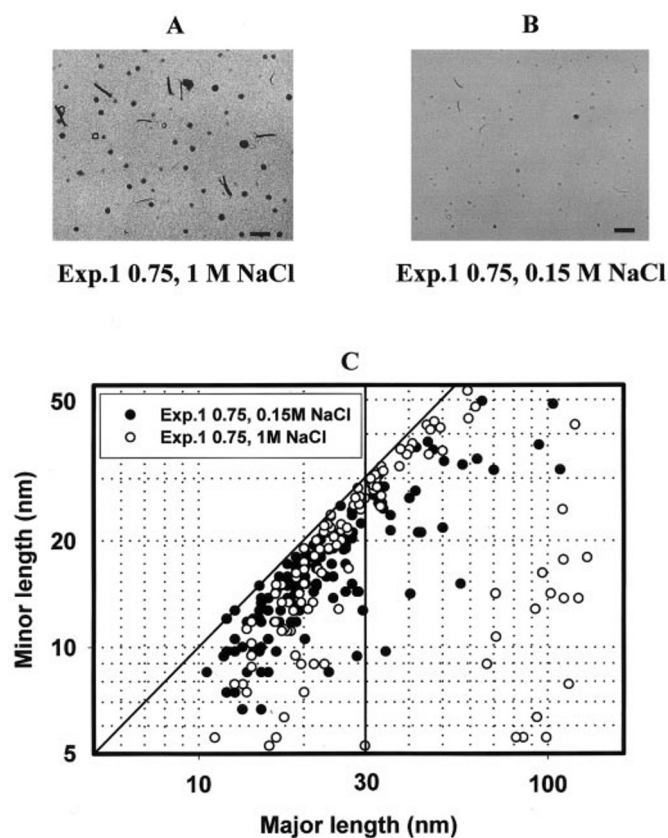 A
B
Exp.1 0.75, 1 M NaCl
Exp.1 0.75, 0.15 M NaCl
C
50
Exp.1 0.75, 0.15M NaCl
Exp.1 0.75, 1M NaCl
Minor length (nm)
20
10
5
10
30
100
Major length (nm)